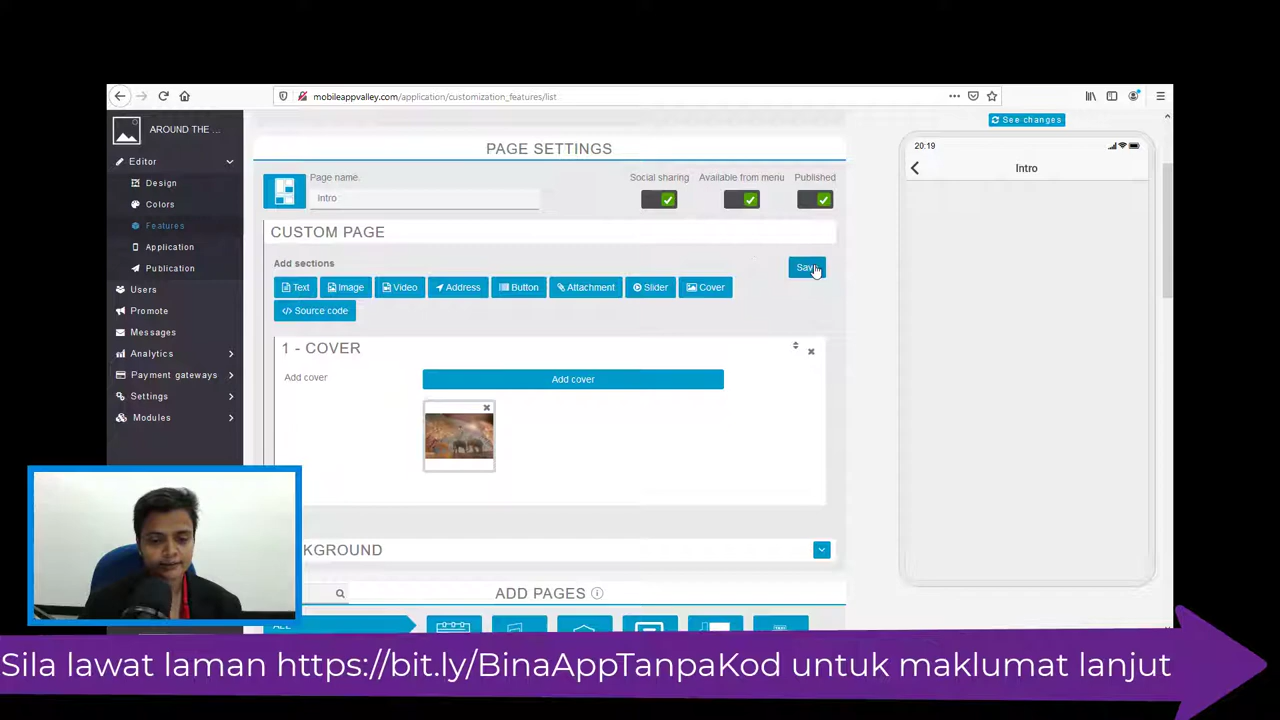 mobileappvalley.com/application/customization_features/list
AROUND THE ...
Editor
Design
Colors
Features
Application
Publication
Users
Promote
Messages
Analytics
Payment gateways
Settings
Modules
PAGE SETTINGS
Page name.
Intro
Social sharing
Available from menu
Published
CUSTOM PAGE
Add sections
Save
Text
Image
Video
Address
Button
Attachment
Slider
Cover
</> Source code
1 - COVER
Add cover
Add cover
KGROUND
ADD PAGES
ALL
See changes
20:19
Intro
Sila lawat laman https://bit.ly/BinaAppTanpaKod untuk maklumat lanjut